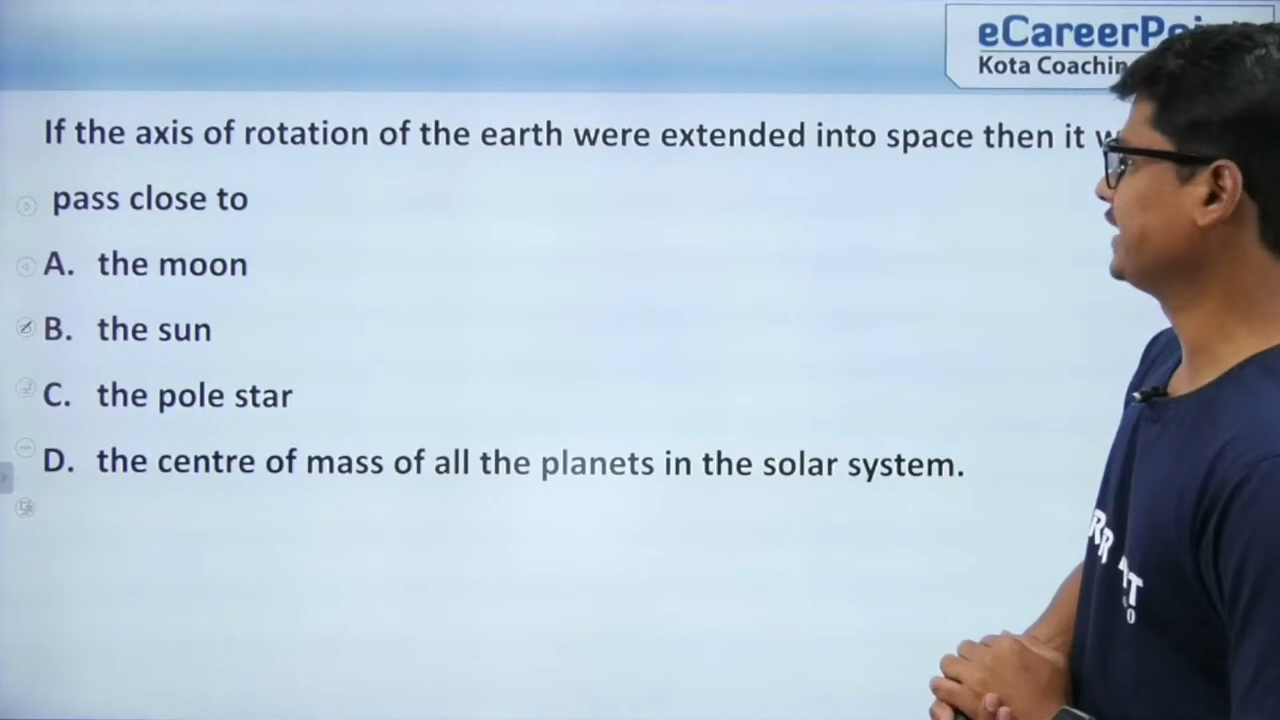 eCareerPoi
Kota Coachin
If the axis of rotation of the earth were extended into space then it
pass close to
A. the moon
B. the sun
C. the pole star
D. the centre of mass of all the planets in the solar system.